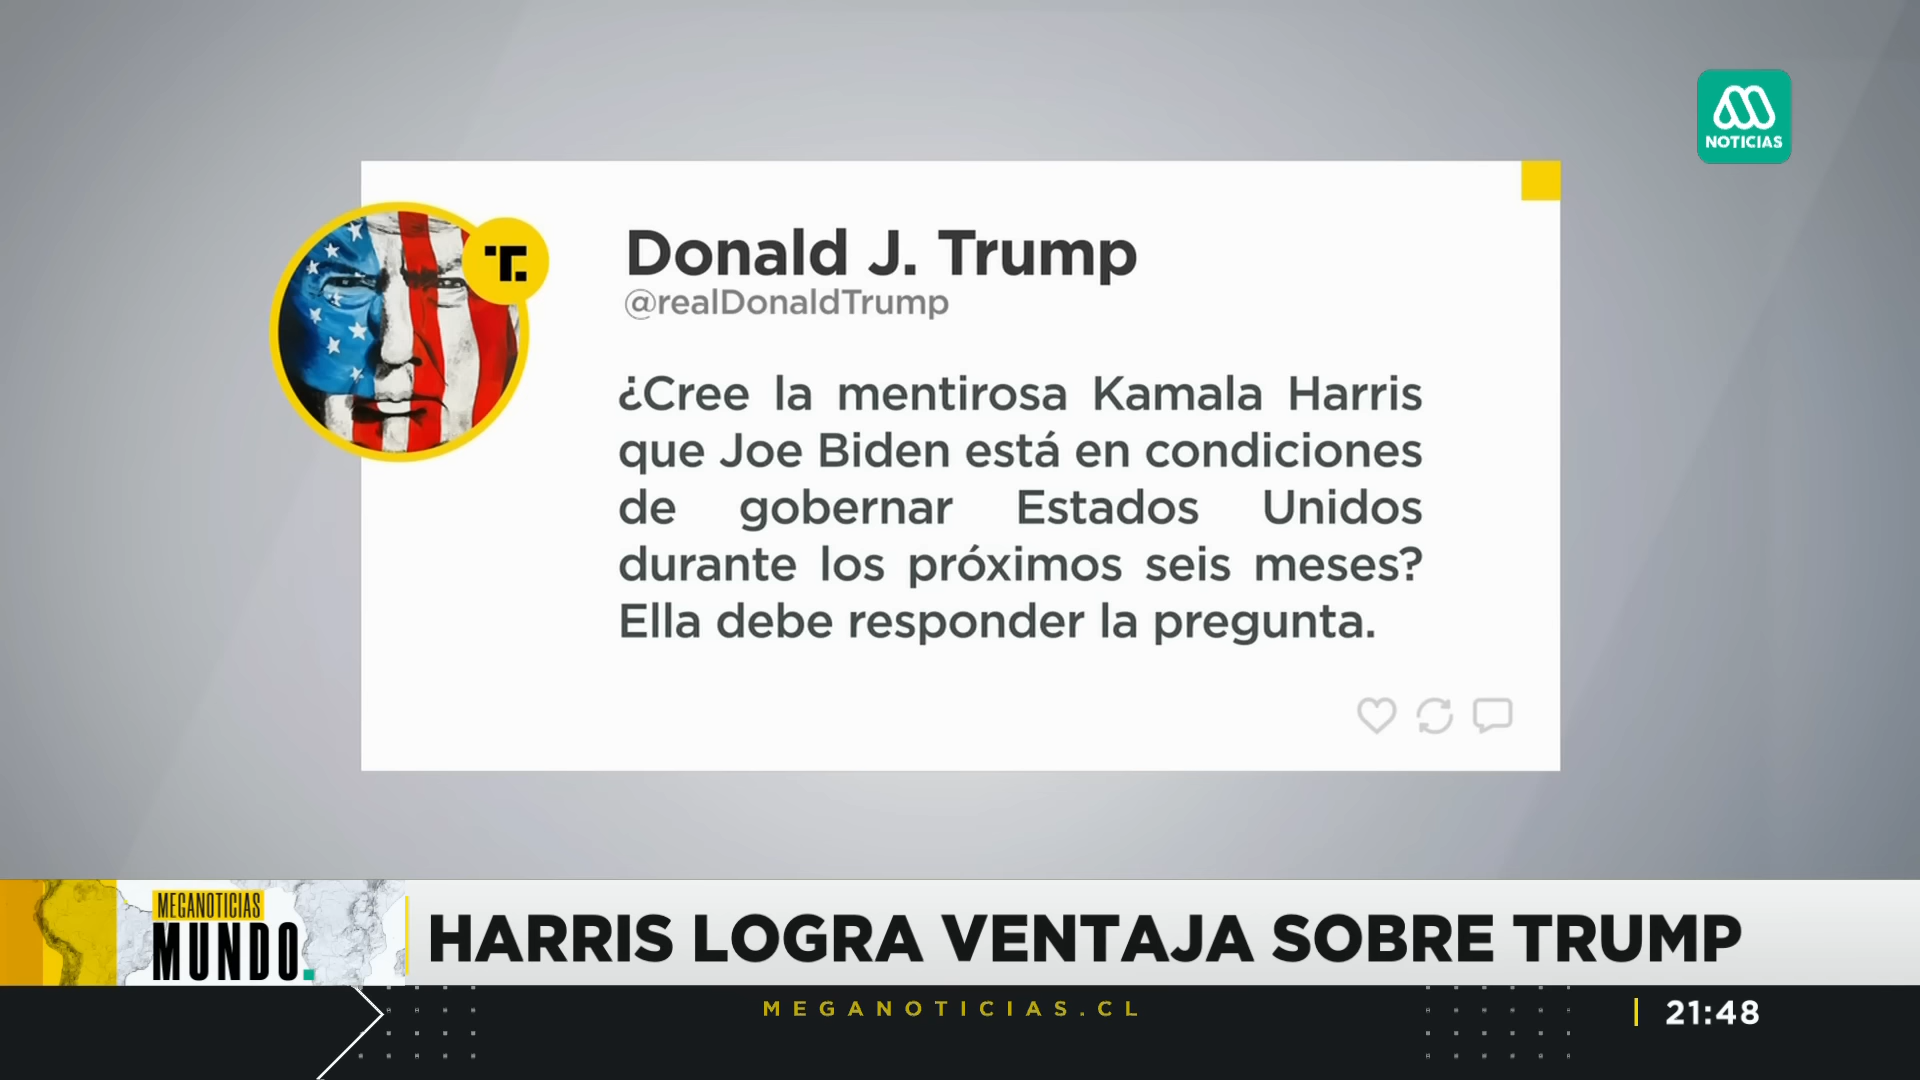 NOTICIAS
Donald J. Trump
@realDonaldTrump
¿Cree la mentirosa Kamala Harris
que Joe Biden está en condiciones
de gobernar Estados Unidos
durante los próximos seis meses?
Ella debe responder la pregunta.
MEGANOTICIAS
MUNDO.
HARRIS LOGRA VENTAJA SOBRE TRUMP
MEGANOTICIAS.CL
21:48